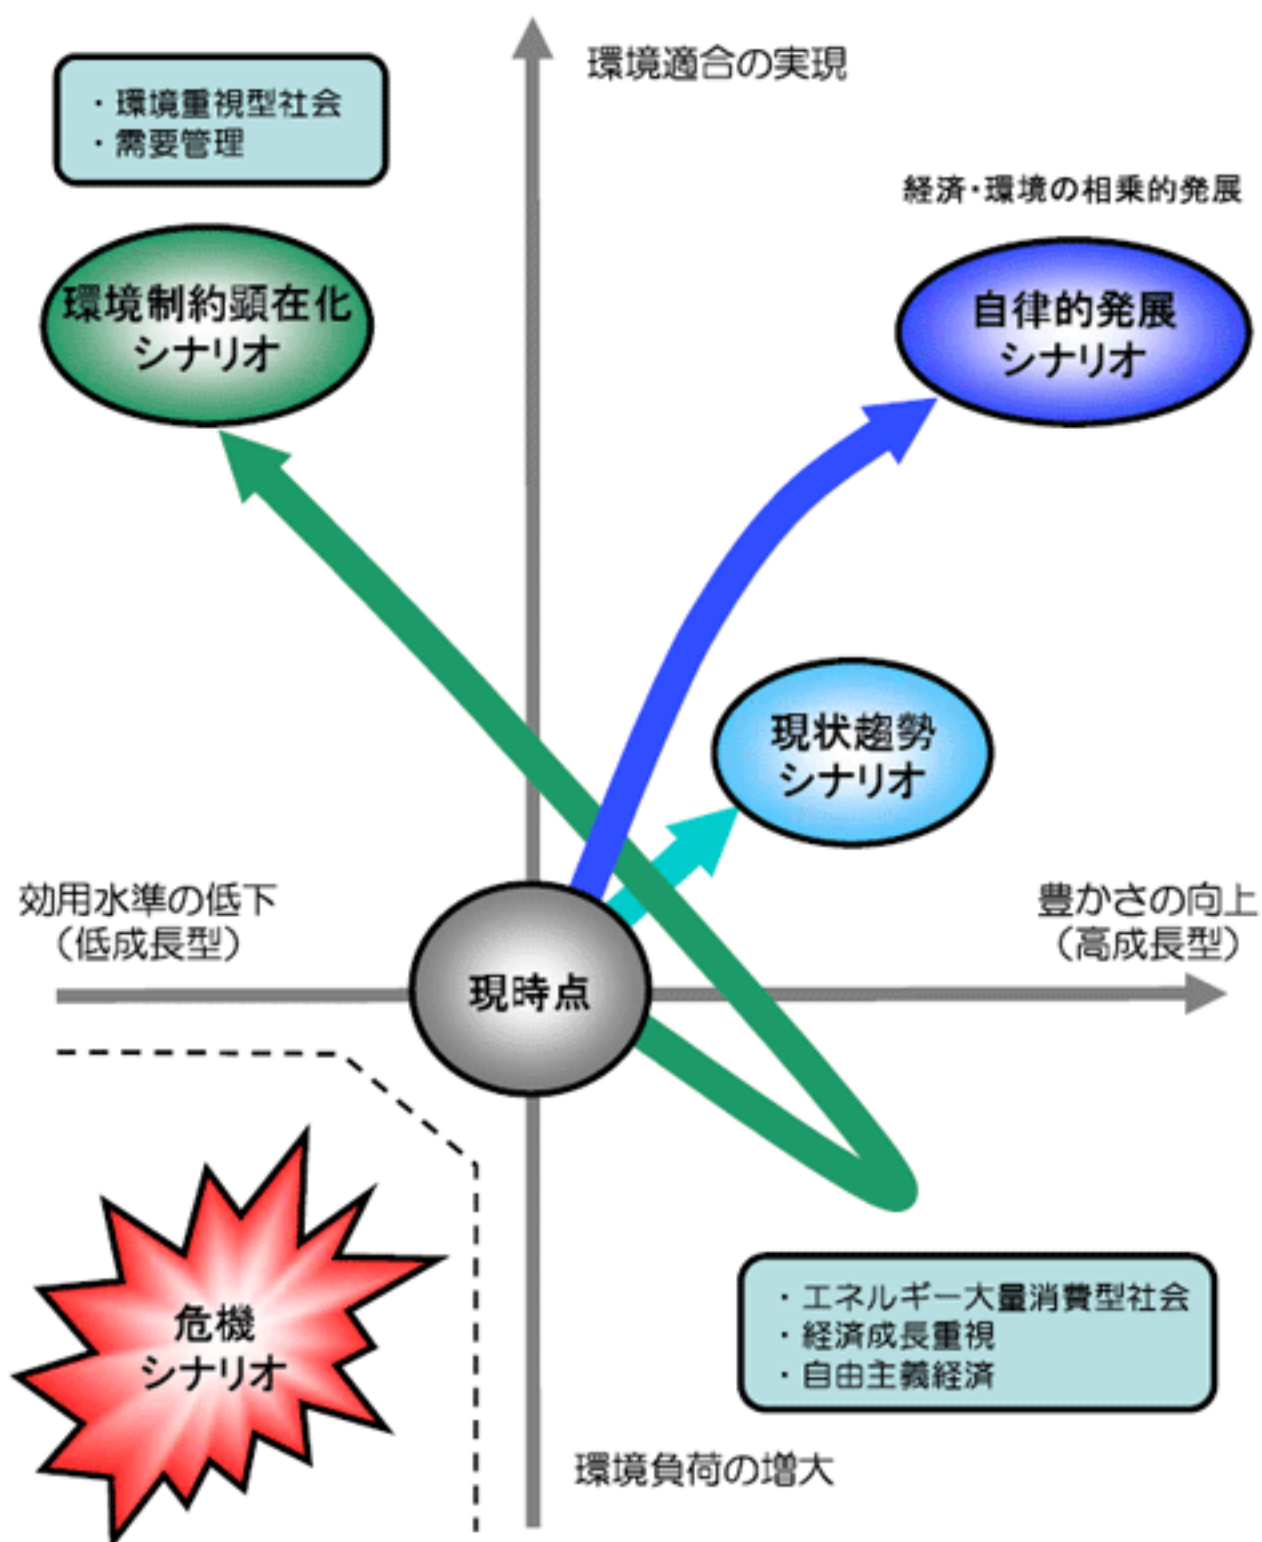 環境適合の実現
・環境重視型社会
・需要管理
経済・環境の相乗的発展
環境制約顕在化
シナリオ
自律的発展
シナリオ
現状趨勢
シナリオ
効用水準の低下
（低成長型）
豊かさの向上
（高成長型）
現時点
・エネルギー大量消費型社会
・経済成長重視
・自由主義経済
危機
シナリオ
環境負荷の増大